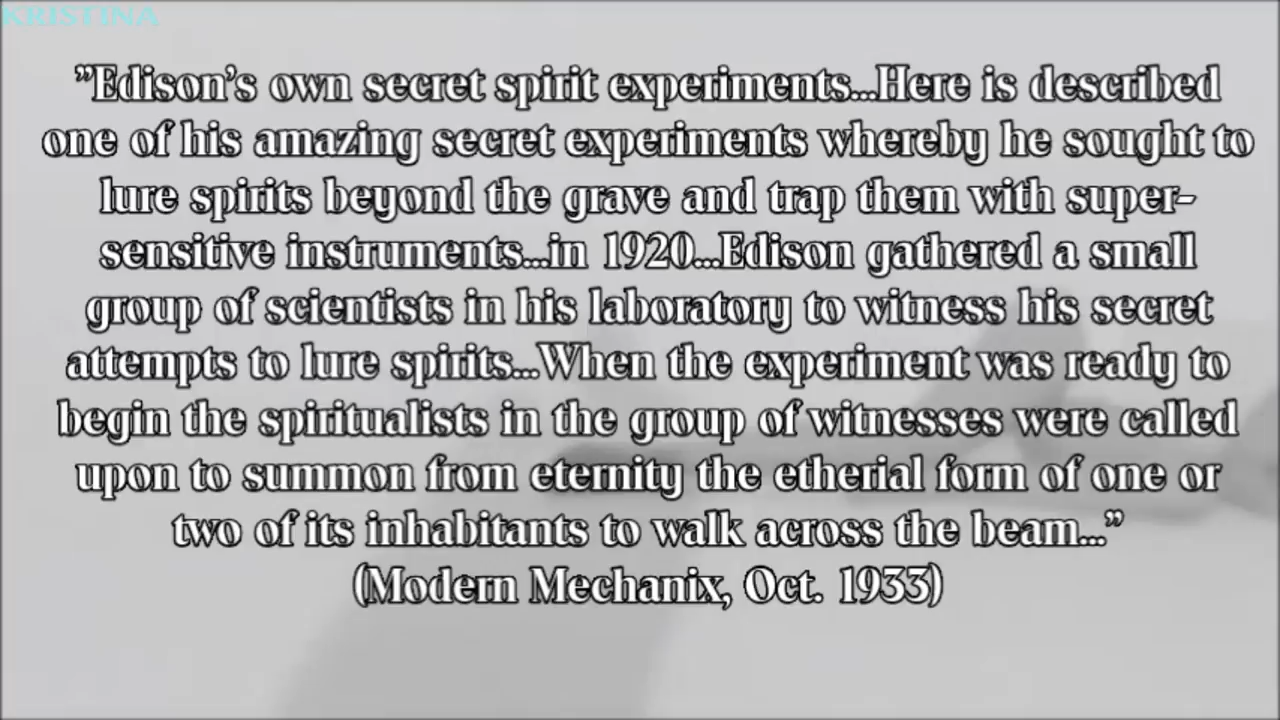 KRISTINA
”Edison’s own secret spirit experiments...Here is described
one of his amazing secret experiments whereby he sought to
lure spirits beyond the grave and trap them with super-
sensitive instruments...in 1920...Edison gathered a small
group of scientists in his laboratory to witness his secret
attempts to lure spirits...When the experiment was ready to
begin the spiritualists in the group of witnesses were called
upon to summon from eternity the etherial form of one or
two of its inhabitants to walk across the beam...”
(Modern Mechanix, Oct. 1933)